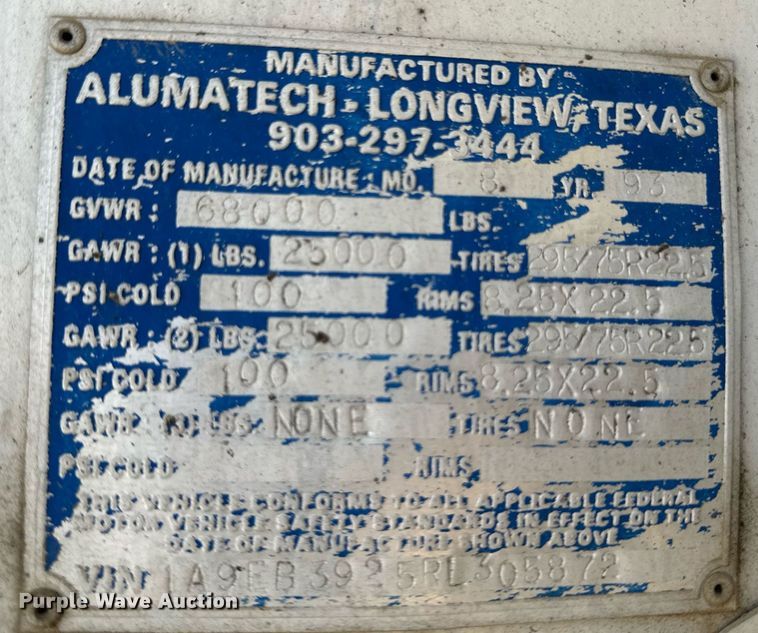 MANUFACTURED BY
ALUMATECH - LONGVIEW, TEXAS
903-297-3444
DATE OF MANUFACTURE: MO. 8 YR 93
GVWR: 68000 LBS.
GAWR: (1) LBS. 25000 TIRES 295/75R22.5
PSI COLD 100 RIMS 8.25X22.5
GAWR: (2) LBS. 25000 TIRES 295/75R22.5
PSI COLD 100 RIMS 8.25X22.5
GAWR LBS. NONE TIRES NONE
PSI COLD RIMS
THIS VEHICLE CONFORMS TO ALL APPLICABLE FEDERAL
MOTOR VEHICLE SAFETY STANDARDS IN EFFECT ON THE
DATE OF MANUFACTURE SHOWN ABOVE
VIN 1A9EB3925RL305872
Purple Wave Auction